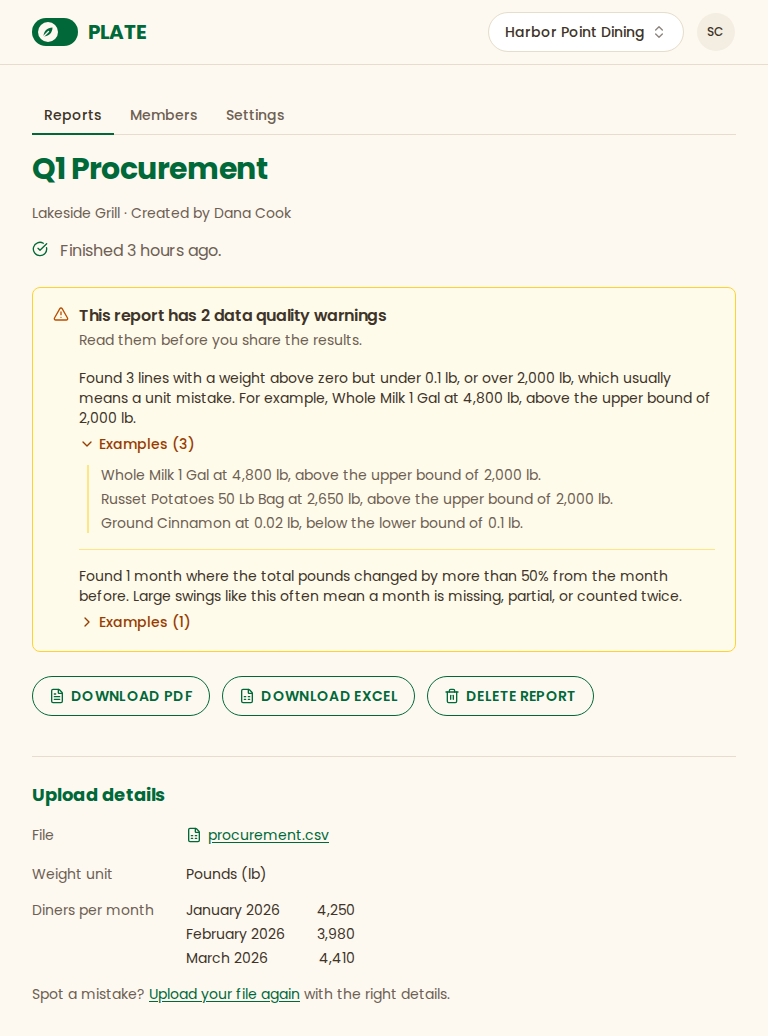 PLATE
Harbor Point Dining
SC
Reports Members Settings
Q1 Procurement
Lakeside Grill · Created by Dana Cook
Finished 3 hours ago.
This report has 2 data quality warnings
Read them before you share the results.
Found 3 lines with a weight above zero but under 0.1 lb, or over 2,000 lb, which usually
means a unit mistake. For example, Whole Milk 1 Gal at 4,800 lb, above the upper bound of
2,000 lb.
Examples (3)
Whole Milk 1 Gal at 4,800 lb, above the upper bound of 2,000 lb.
Russet Potatoes 50 Lb Bag at 2,650 lb, above the upper bound of 2,000 lb.
Ground Cinnamon at 0.02 lb, below the lower bound of 0.1 lb.
Found 1 month where the total pounds changed by more than 50% from the month
before. Large swings like this often mean a month is missing, partial, or counted twice.
Examples (1)
DOWNLOAD PDF DOWNLOAD EXCEL DELETE REPORT
Upload details
File procurement.csv
Weight unit Pounds (lb)
Diners per month January 2026 4,250
February 2026 3,980
March 2026 4,410
Spot a mistake? Upload your file again with the right details.